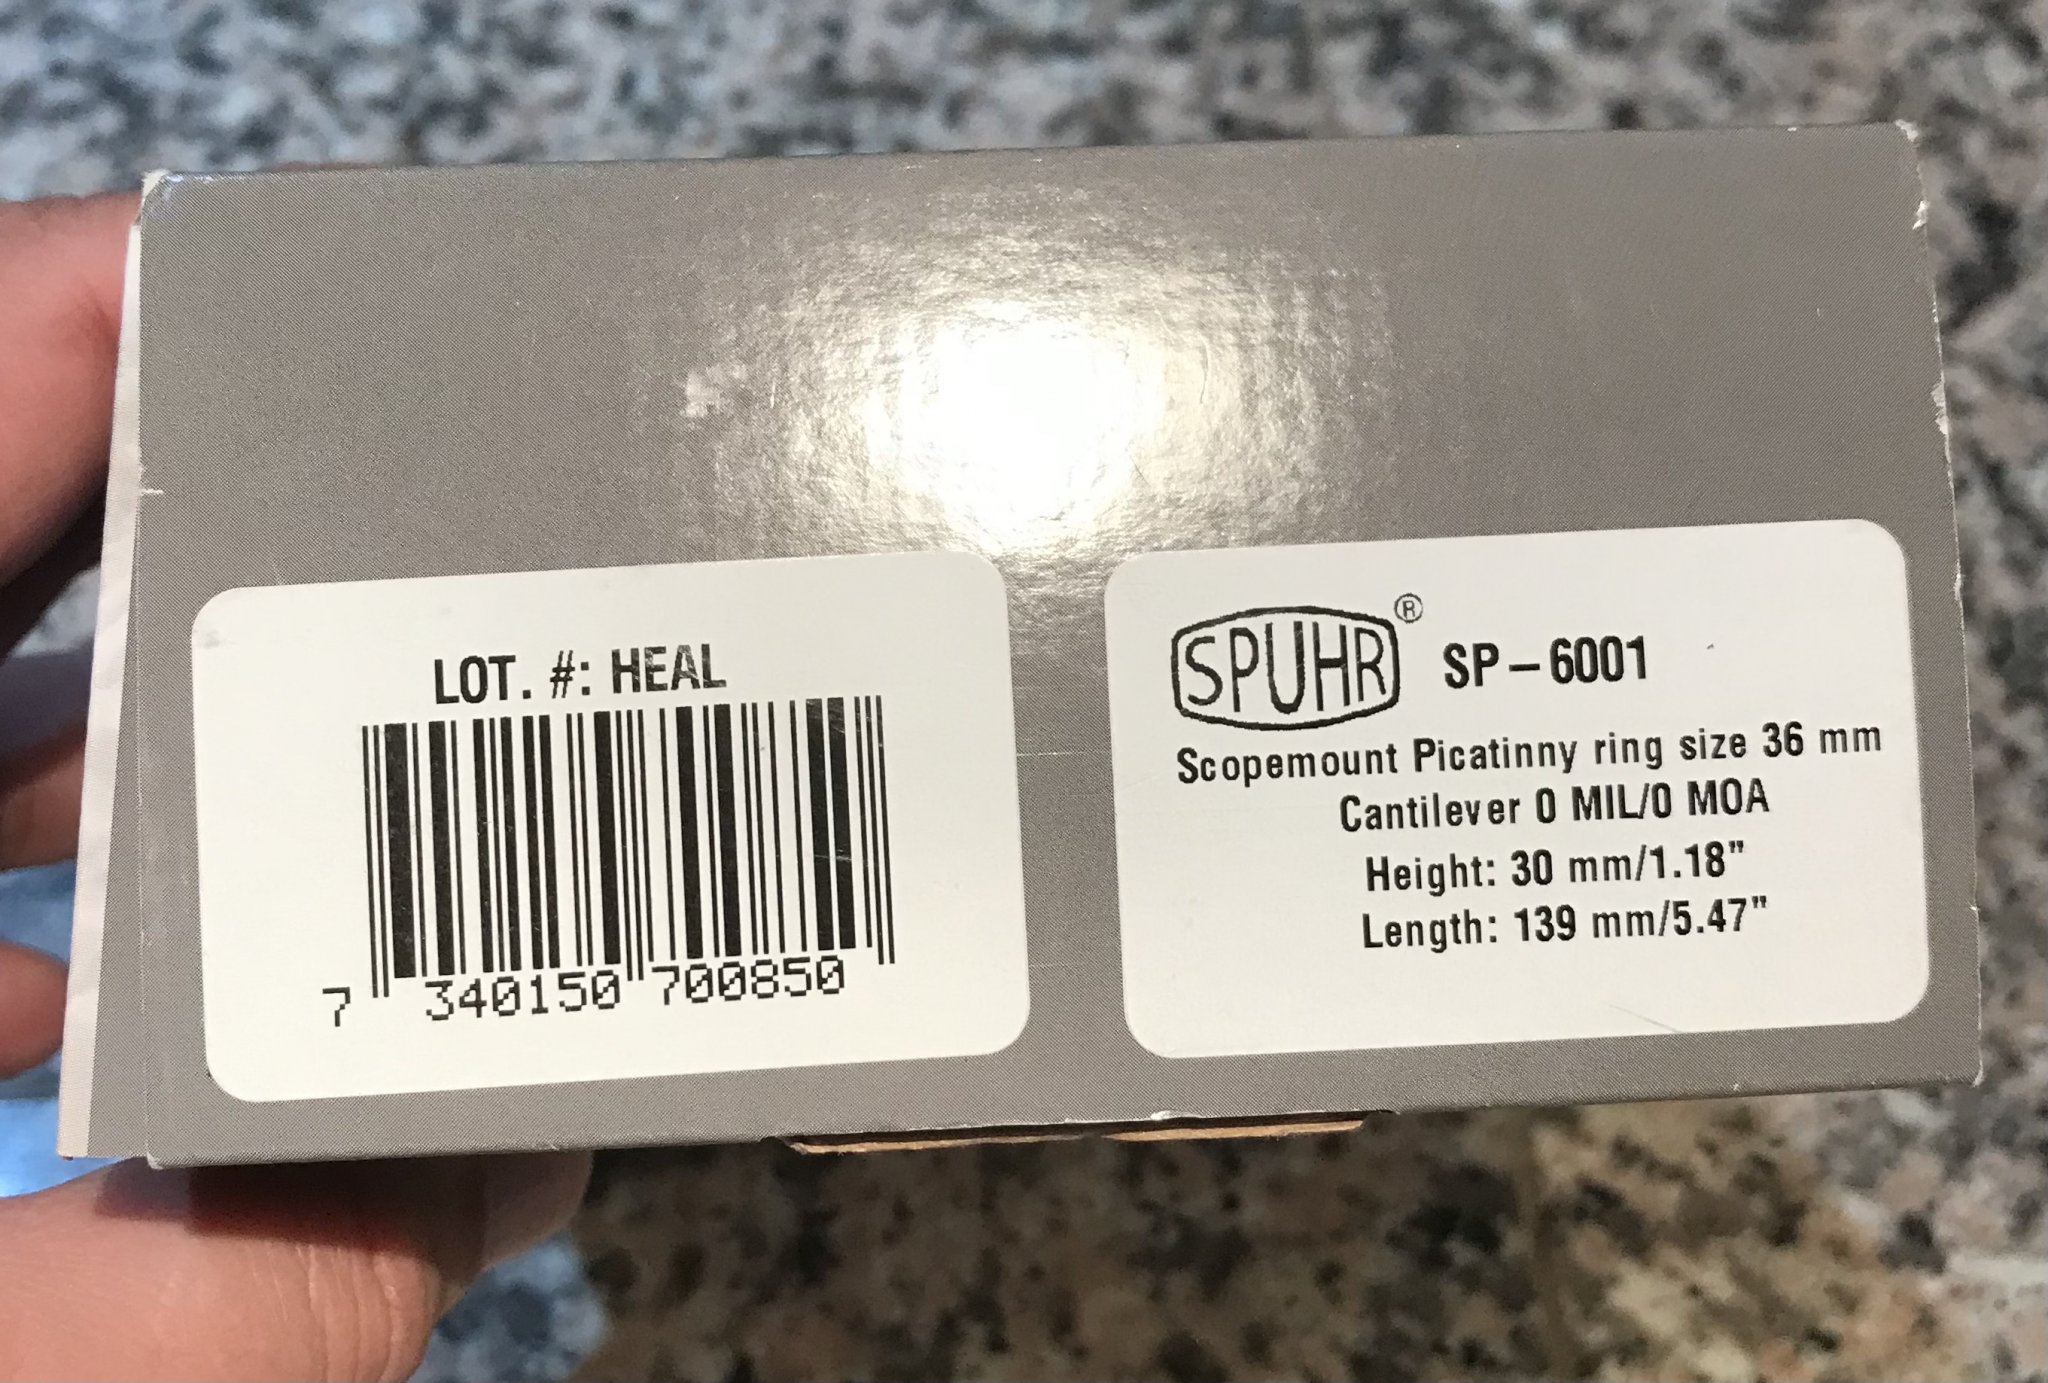 LOT. #: HEAL
7 340150 700850
SPUHR® SP-6001
Scopemount Picatinny ring size 36 mm
Cantilever 0 MIL/0 MOA
Height: 30 mm/1.18"
Length: 139 mm/5.47"